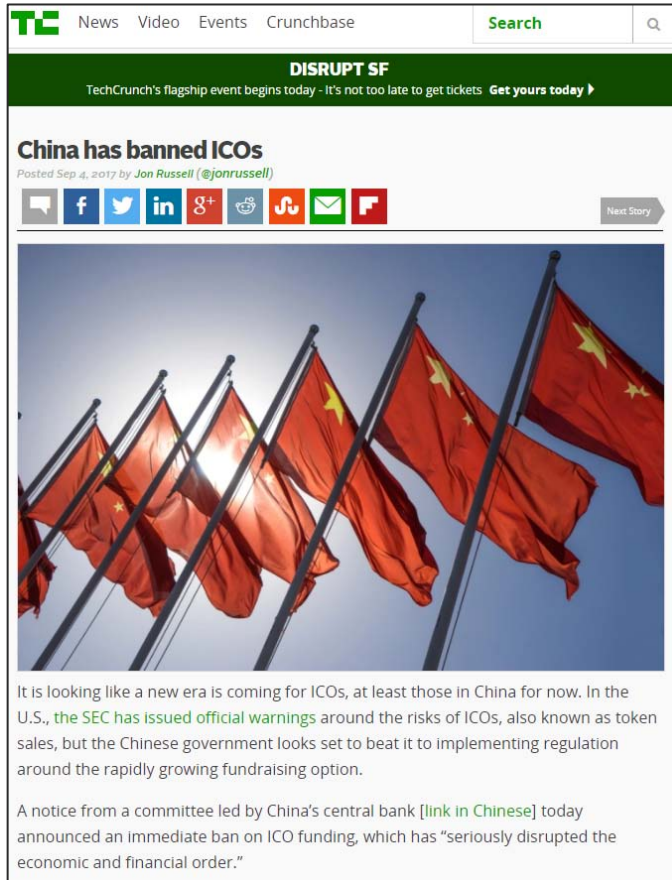 TC News Video Events Crunchbase Search
DISRUPT SF
TechCrunch's flagship event begins today - It's not too late to get tickets Get yours today
China has banned ICOs
Posted Sep 4, 2017 by Jon Russell (@jonrussell)
f in g+ F
Next Story
It is looking like a new era is coming for ICOs, at least those in China for now. In the
U.S., the SEC has issued official warnings around the risks of ICOs, also known as token
sales, but the Chinese government looks set to beat it to implementing regulation
around the rapidly growing fundraising option.
A notice from a committee led by China’s central bank [link in Chinese] today
announced an immediate ban on ICO funding, which has “seriously disrupted the
economic and financial order.”